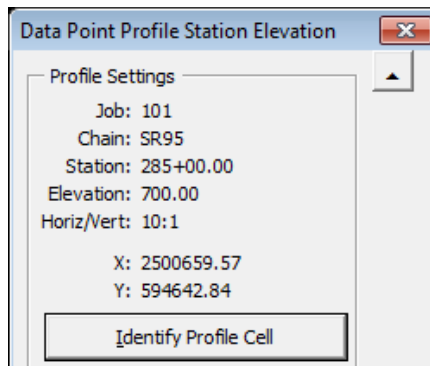 Data Point Profile Station Elevation
Profile Settings
Job: 101
Chain: SR95
Station: 285+00.00
Elevation: 700.00
Horiz/Vert: 10:1
X: 2500659.57
Y: 594642.84
Identify Profile Cell